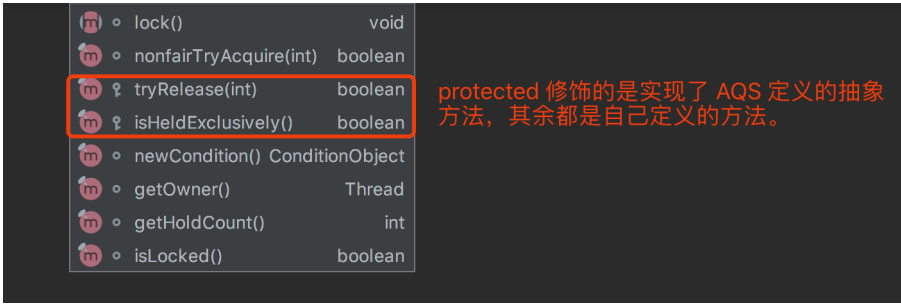 lock() void
nonfairTryAcquire(int) boolean
tryRelease(int) boolean
isHeldExclusively() boolean
newCondition() ConditionObject
getOwner() Thread
getHoldCount() int
isLocked() boolean
protected 修饰的是实现了 AQS 定义的抽象
方法，其余都是自己定义的方法。